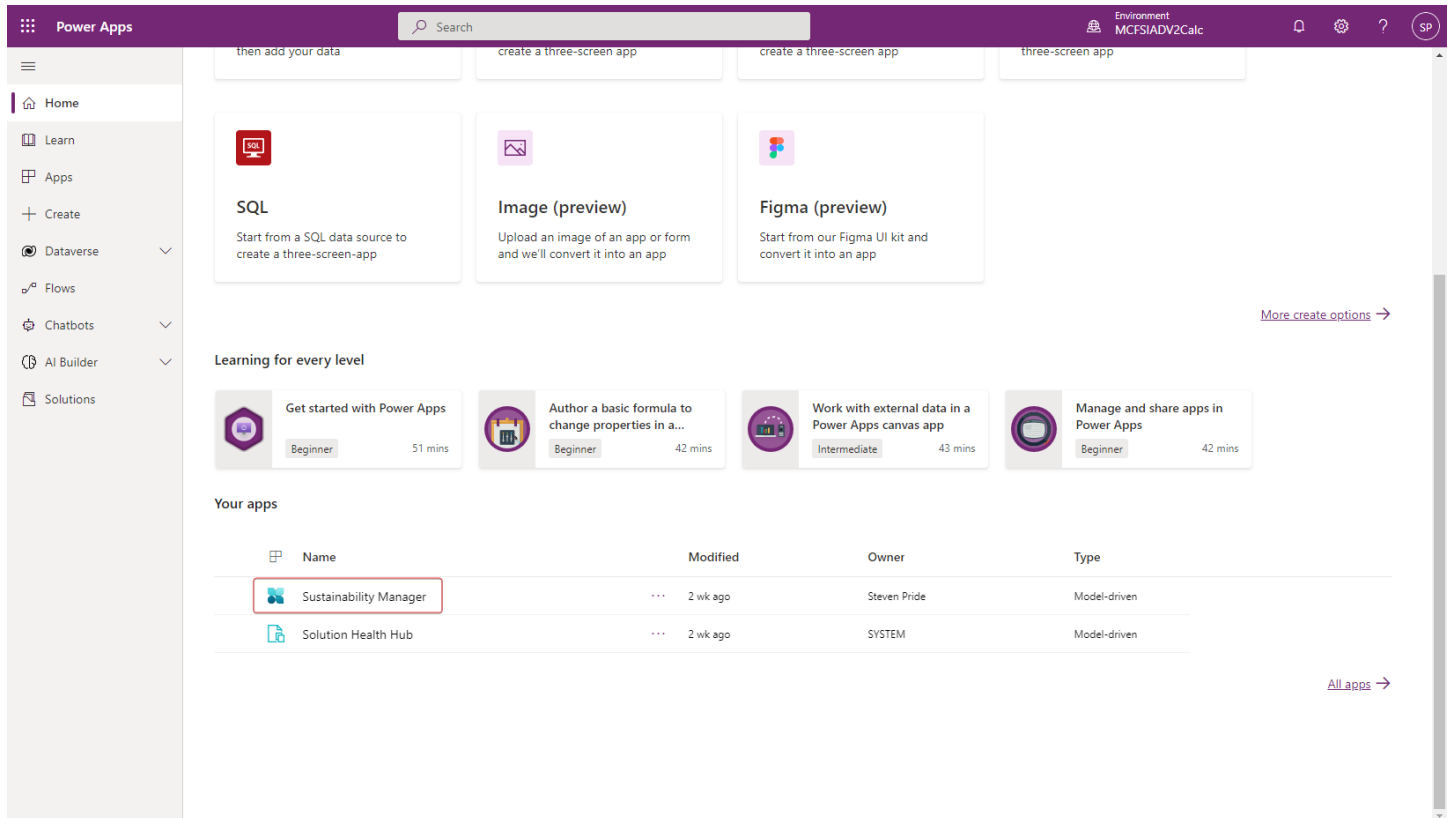 Power Apps
Search
Environment
MCFSIADV2Calc
SP
Home
Learn
Apps
Create
Dataverse
Flows
Chatbots
AI Builder
Solutions
then add your data
create a three-screen app
create a three-screen app
three-screen app
SQL
SQL
Start from a SQL data source to
create a three-screen-app
Image (preview)
Upload an image of an app or form
and we'll convert it into an app
Figma (preview)
Start from our Figma UI kit and
convert it into an app
More create options
Learning for every level
Get started with Power Apps
Beginner 51 mins
Author a basic formula to
change properties in a...
Beginner 42 mins
Work with external data in a
Power Apps canvas app
Intermediate 43 mins
Manage and share apps in
Power Apps
Beginner 42 mins
Your apps
Name Modified Owner Type
Sustainability Manager ... 2 wk ago Steven Pride Model-driven
Solution Health Hub ... 2 wk ago SYSTEM Model-driven
All apps